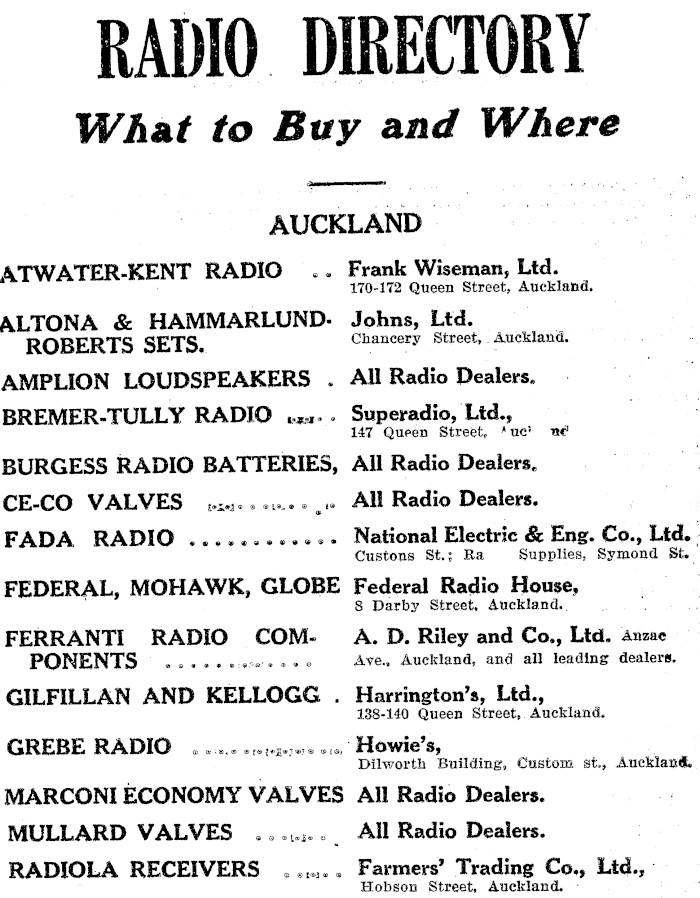 RADIO DIRECTORY
What to Buy and Where
AUCKLAND
ATWATER-KENT RADIO .. Frank Wiseman, Ltd.
170-172 Queen Street, Auckland.
ALTONA & HAMMARLUND- Johns, Ltd.
ROBERTS SETS. Chancery Street, Auckland.
AMPLION LOUDSPEAKERS . All Radio Dealers.
BREMER-TULLY RADIO .... Superadio, Ltd.,
147 Queen Street,
BURGESS RADIO BATTERIES, All Radio Dealers.
CE-CO VALVES ........... All Radio Dealers.
FADA RADIO ............ National Electric & Eng. Co., Ltd.
Custons St.; Ra Supplies, Symond St.
FEDERAL, MOHAWK, GLOBE Federal Radio House,
8 Darby Street, Auckland.
FERRANTI RADIO COM- A. D. Riley and Co., Ltd. Anzac
PONENTS ............ Ave., Auckland, and all leading dealers.
GILFILLAN AND KELLOGG . Harrington's, Ltd.,
138-140 Queen Street, Auckland.
GREBE RADIO ............ Howie's,
Dilworth Building, Custom st., Auckland.
MARCONI ECONOMY VALVES All Radio Dealers.
MULLARD VALVES ...... All Radio Dealers.
RADIOLA RECEIVERS ..... Farmers' Trading Co., Ltd.,
Hobson Street, Auckland.